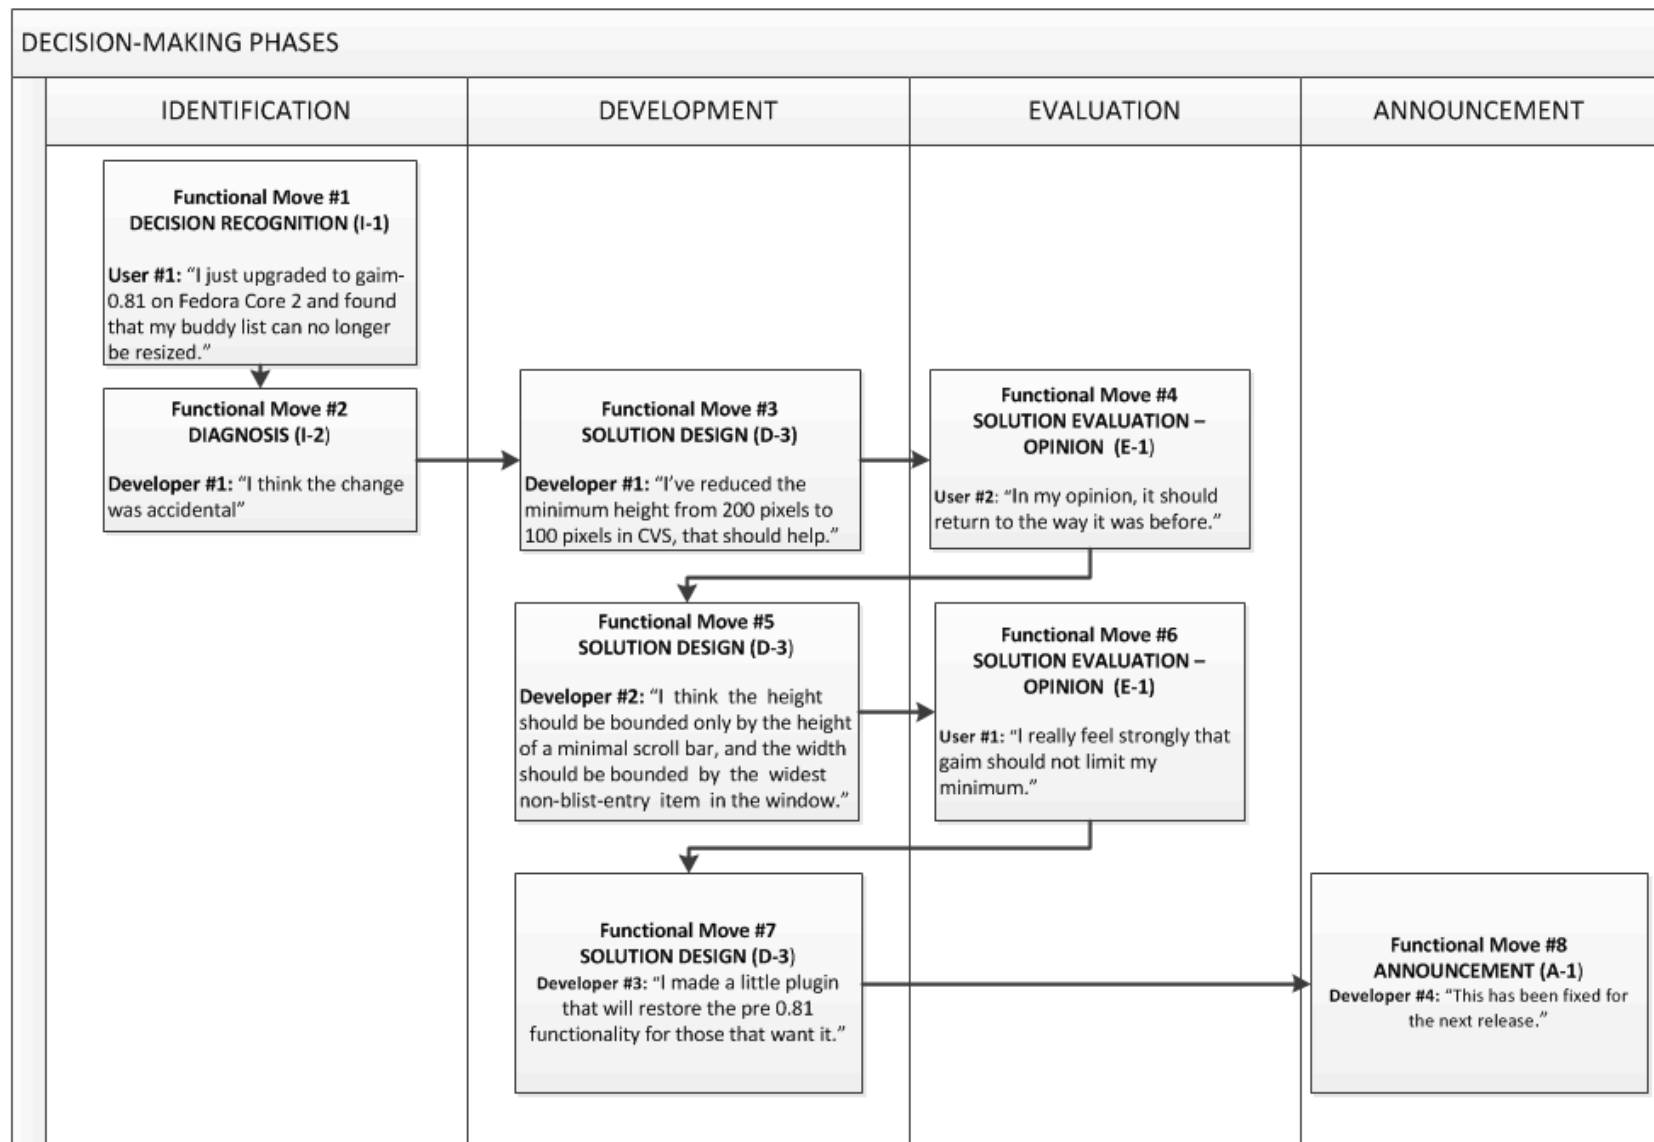 DECISION-MAKING PHASES
IDENTIFICATION
DEVELOPMENT
EVALUATION
ANNOUNCEMENT
Functional Move #1
DECISION RECOGNITION (I-1)
User #1: “I just upgraded to gaim-
0.81 on Fedora Core 2 and found
that my buddy list can no longer
be resized.”
Functional Move #2
DIAGNOSIS (I-2)
Developer #1: “I think the change
was accidental”
Functional Move #3
SOLUTION DESIGN (D-3)
Developer #1: “I’ve reduced the
minimum height from 200 pixels to
100 pixels in CVS, that should help.”
Functional Move #4
SOLUTION EVALUATION –
OPINION (E-1)
User #2: “In my opinion, it should
return to the way it was before.”
Functional Move #5
SOLUTION DESIGN (D-3)
Developer #2: “I think the height
should be bounded only by the height
of a minimal scroll bar, and the width
should be bounded by the widest
non-blist-entry item in the window.”
Functional Move #6
SOLUTION EVALUATION –
OPINION (E-1)
User #1: “I really feel strongly that
gaim should not limit my
minimum.”
Functional Move #7
SOLUTION DESIGN (D-3)
Developer #3: “I made a little plugin
that will restore the pre 0.81
functionality for those that want it.”
Functional Move #8
ANNOUNCEMENT (A-1)
Developer #4: “This has been fixed for
the next release.”